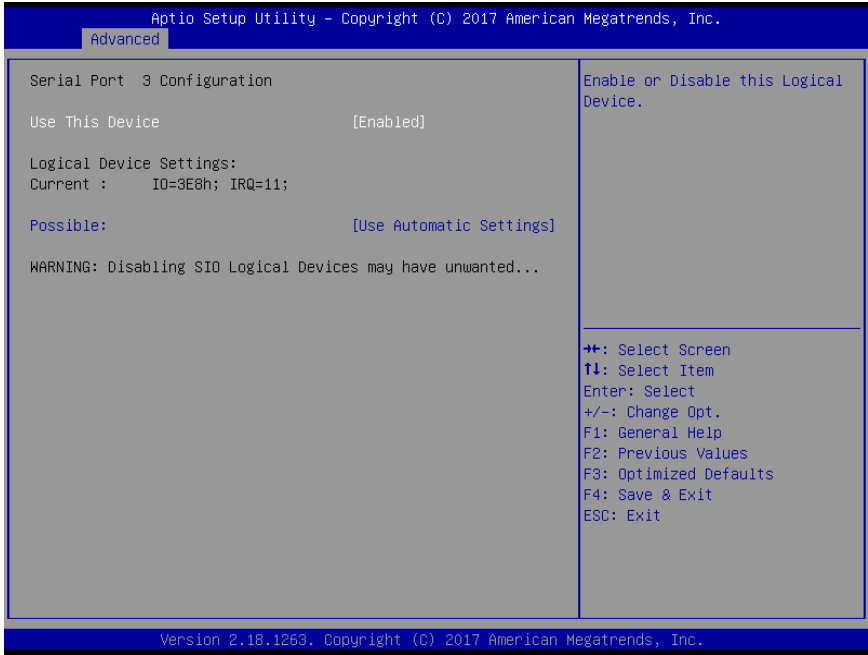 Aptio Setup Utility – Copyright (C) 2017 American Megatrends, Inc.
Advanced
Serial Port  3 Configuration
Use This Device [Enabled]
Logical Device Settings:
Current : IO=3E8h; IRQ=11;
Possible: [Use Automatic Settings]
WARNING: Disabling SIO Logical Devices may have unwanted...
Enable or Disable this Logical
Device.
→←: Select Screen
↑↓: Select Item
Enter: Select
+/-: Change Opt.
F1: General Help
F2: Previous Values
F3: Optimized Defaults
F4: Save & Exit
ESC: Exit
Version 2.18.1263. Copyright (C) 2017 American Megatrends, Inc.